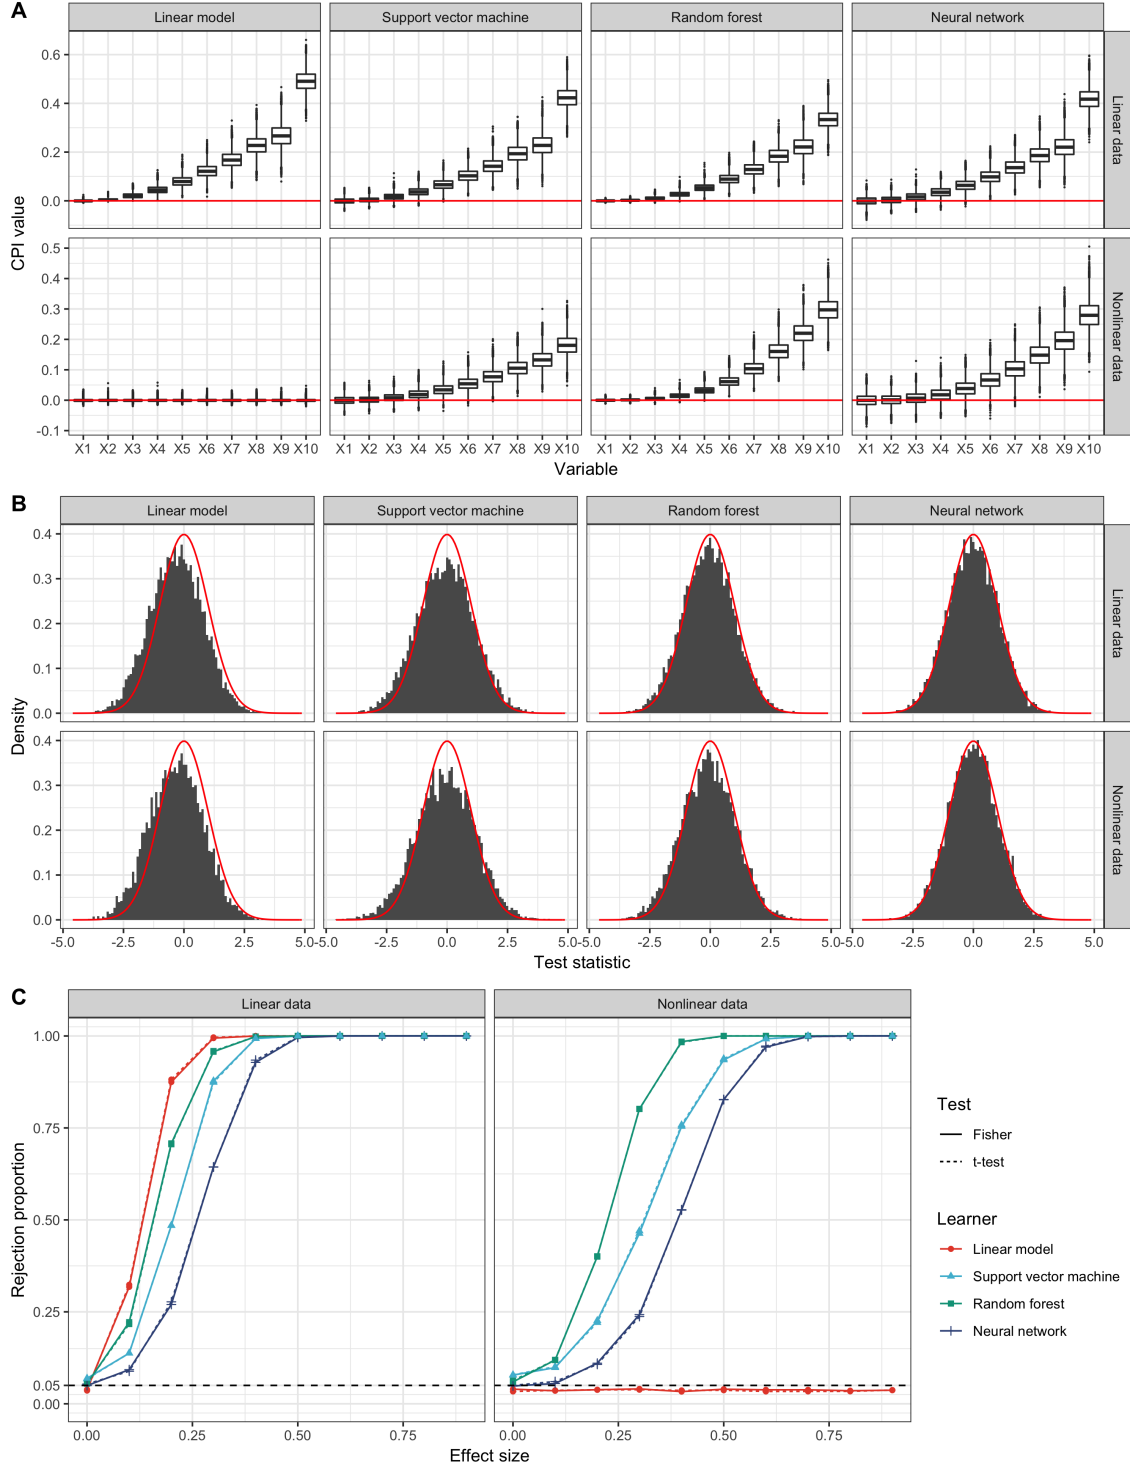 A
Linear model Support vector machine Random forest Neural network
0.6
0.4
0.2
0.0
Linear data
CPI value
0.5
0.4
0.3
0.2
0.1
0.0
-0.1
Nonlinear data
X1 X2 X3 X4 X5 X6 X7 X8 X9 X10 X1 X2 X3 X4 X5 X6 X7 X8 X9 X10 X1 X2 X3 X4 X5 X6 X7 X8 X9 X10 X1 X2 X3 X4 X5 X6 X7 X8 X9 X10
Variable
B
Linear model Support vector machine Random forest Neural network
0.4
0.3
0.2
0.1
0.0
Linear data
Density
0.4
0.3
0.2
0.1
0.0
Nonlinear data
-5.0 -2.5 0.0 2.5 5.0 -5.0 -2.5 0.0 2.5 5.0 -5.0 -2.5 0.0 2.5 5.0 -5.0 -2.5 0.0 2.5 5.0
Test statistic
C
Linear data Nonlinear data
1.00
0.75
0.50
0.25
0.05
0.00
Rejection proportion
0.00 0.25 0.50 0.75 0.00 0.25 0.50 0.75
Effect size
Test
Fisher
t-test
Learner
Linear model
Support vector machine
Random forest
Neural network